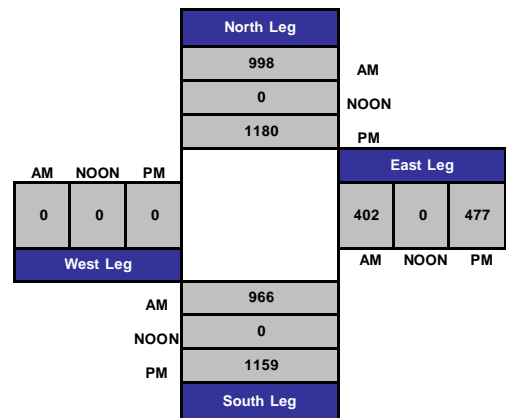 North Leg
998 AM
0 NOON
1180 PM
AM NOON PM East Leg
0 0 0 402 0 477
West Leg AM NOON PM
AM 966
NOON 0
PM 1159
South Leg